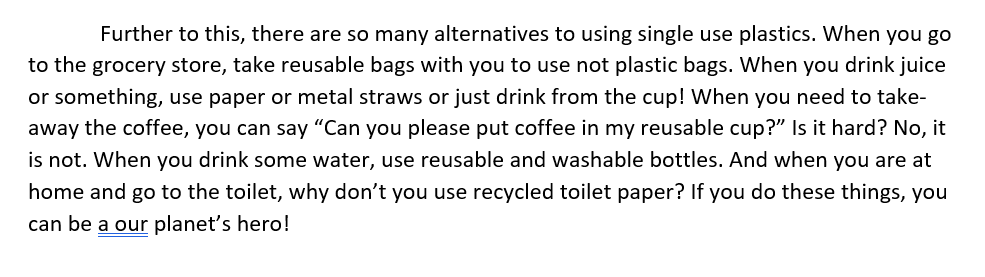 Further to this, there are so many alternatives to using single use plastics. When you go
to the grocery store, take reusable bags with you to use not plastic bags. When you drink juice
or something, use paper or metal straws or just drink from the cup! When you need to take-
away the coffee, you can say “Can you please put coffee in my reusable cup?” Is it hard? No, it
is not. When you drink some water, use reusable and washable bottles. And when you are at
home and go to the toilet, why don’t you use recycled toilet paper? If you do these things, you
can be a our planet’s hero!